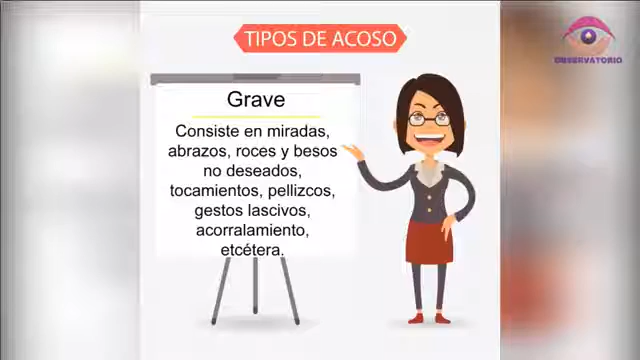 TIPOS DE ACOSO
OBSERVATORIO
Grave
Consiste en miradas,
abrazos, roces y besos
no deseados,
tocamientos, pellizcos,
gestos lascivos,
acorralamiento,
etcétera.